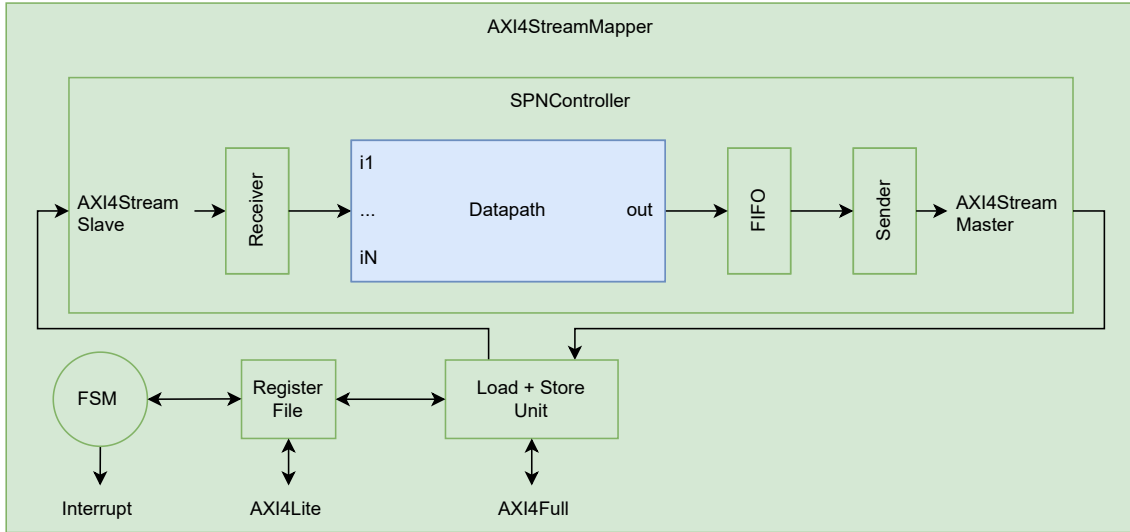 AXI4StreamMapper
SPNController
AXI4Stream
Slave
Receiver
i1
...
iN
Datapath
out
FIFO
Sender
AXI4Stream
Master
FSM
Register
File
Load + Store
Unit
Interrupt
AXI4Lite
AXI4Full